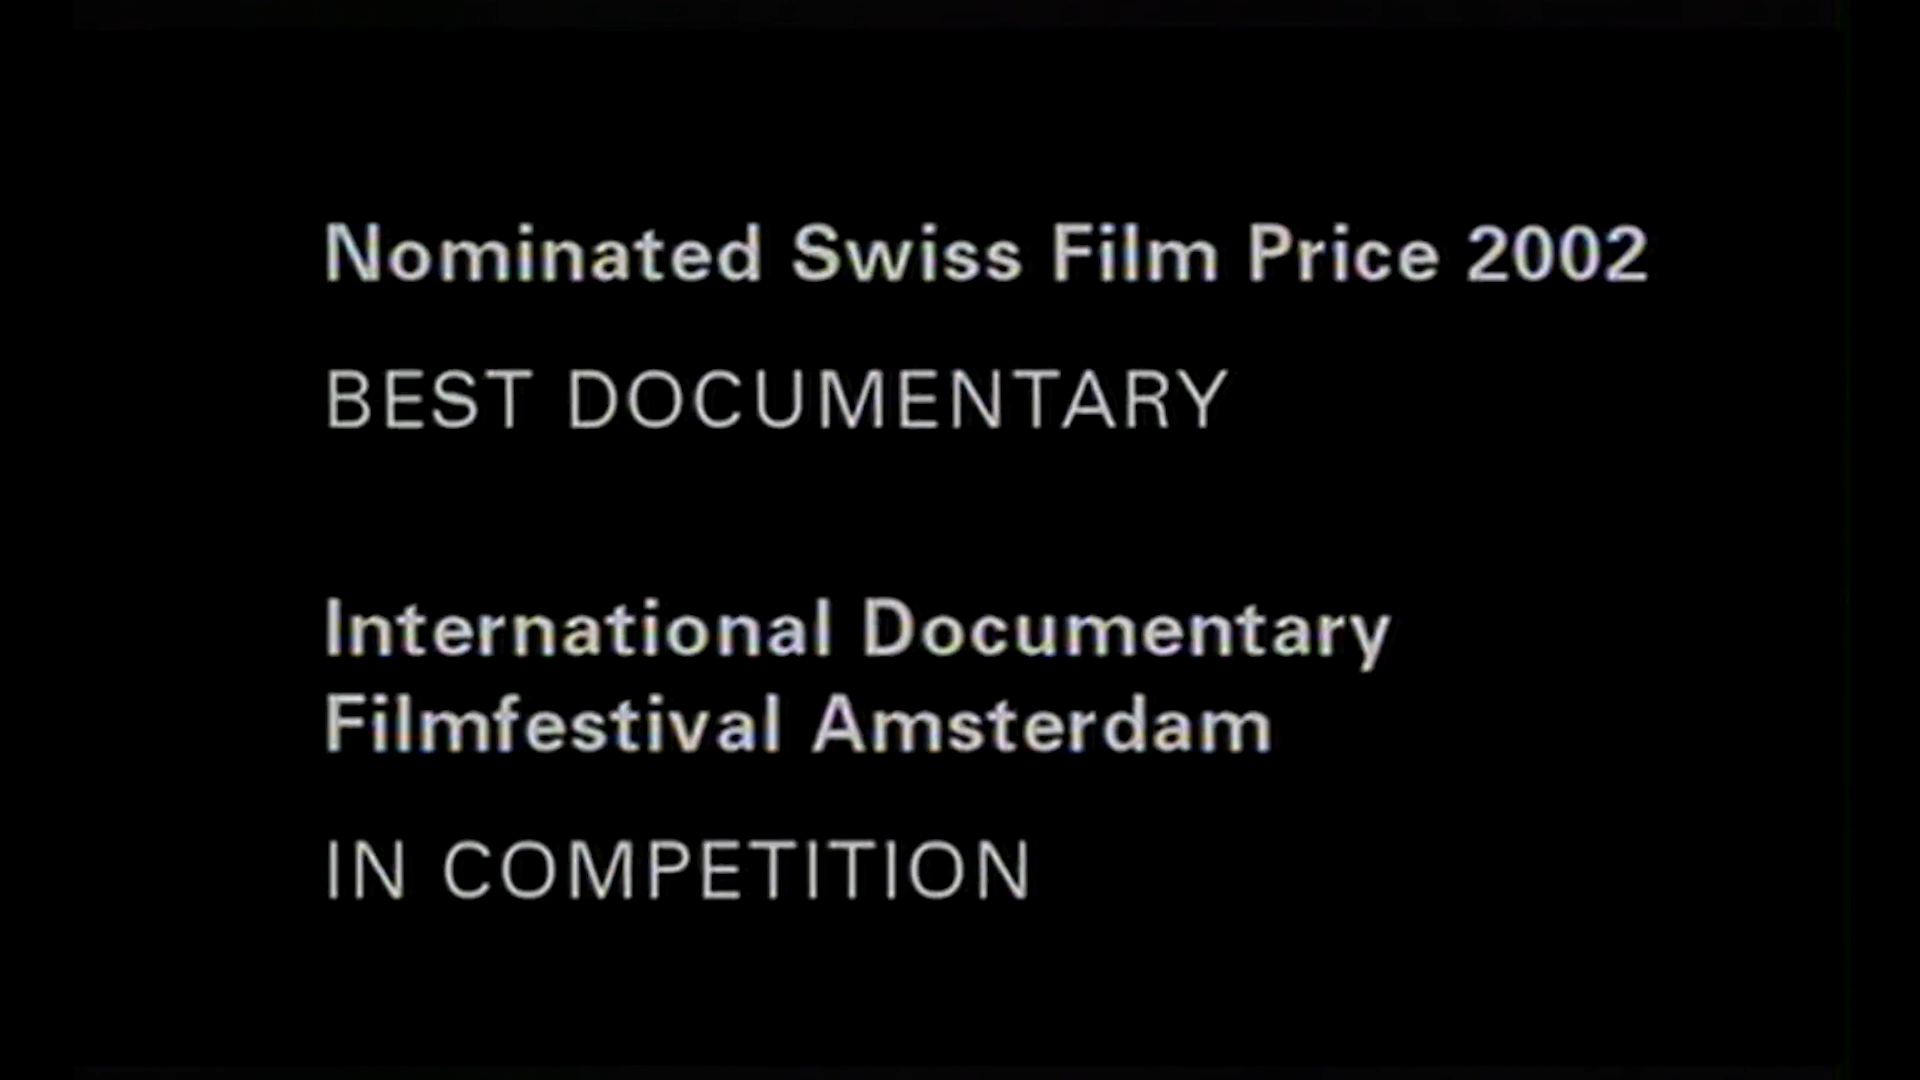 Nominated Swiss Film Price 2002
BEST DOCUMENTARY
International Documentary
Filmfestival Amsterdam
IN COMPETITION